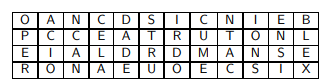 O A N C D S I C N I E B
P C C E A T R U T O N L
E I A L D R D M A N S E
R O N A E U O E C S I X